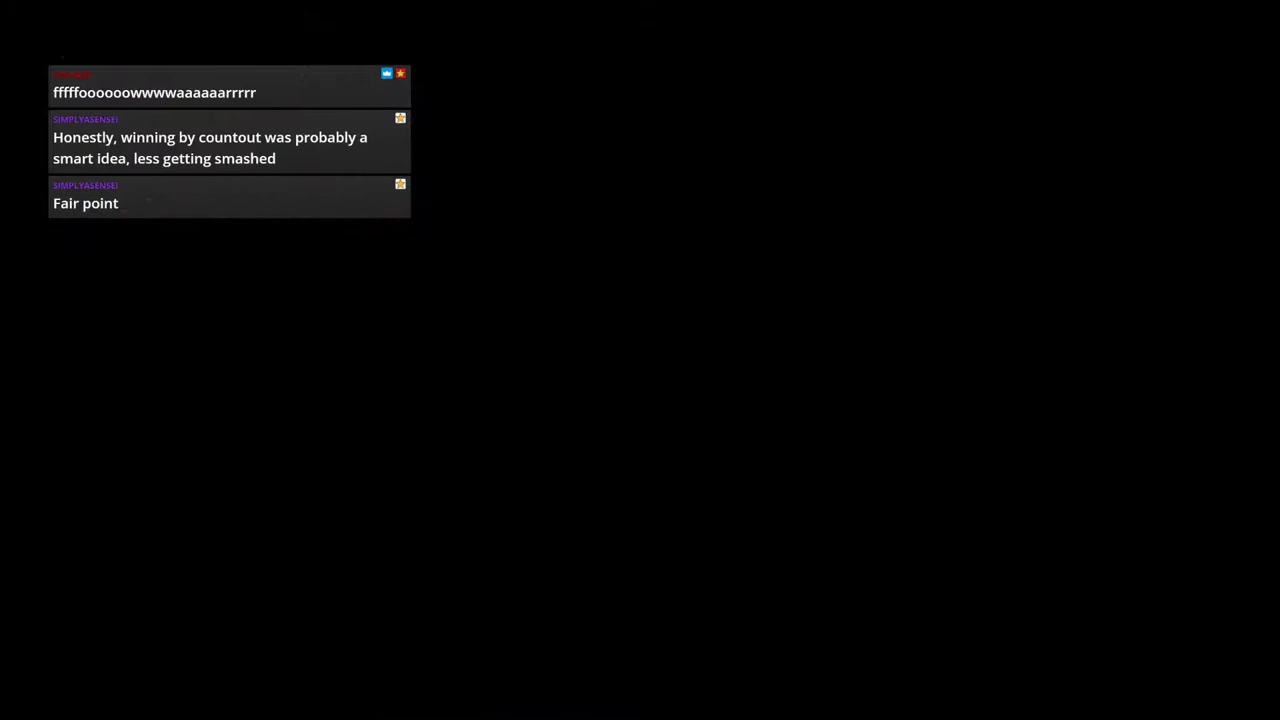 fffffoooooowwwwaaaaaarrrrr
SIMPLYASENSEI
Honestly, winning by countout was probably a
smart idea, less getting smashed
SIMPLYASENSEI
Fair point